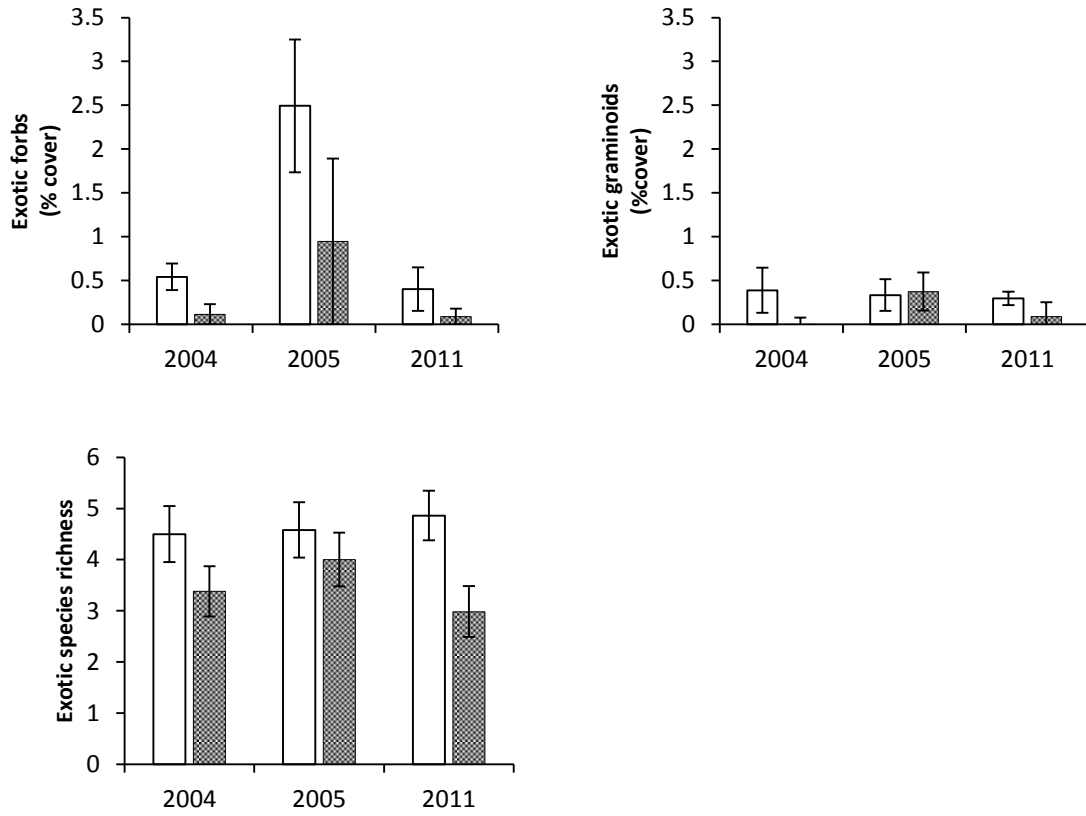 Exotic forbs
(% cover)
3.5
3
2.5
2
1.5
1
0.5
0
2004 2005 2011
Exotic graminoids
(%cover)
3.5
3
2.5
2
1.5
1
0.5
0
2004 2005 2011
Exotic species richness
6
5
4
3
2
1
0
2004 2005 2011